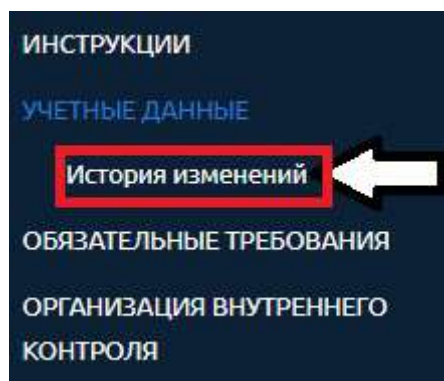 ИНСТРУКЦИИ
УЧЕТНЫЕ ДАННЫЕ
История изменений
ОБЯЗАТЕЛЬНЫЕ ТРЕБОВАНИЯ
ОРГАНИЗАЦИЯ ВНУТРЕННЕГО
КОНТРОЛЯ